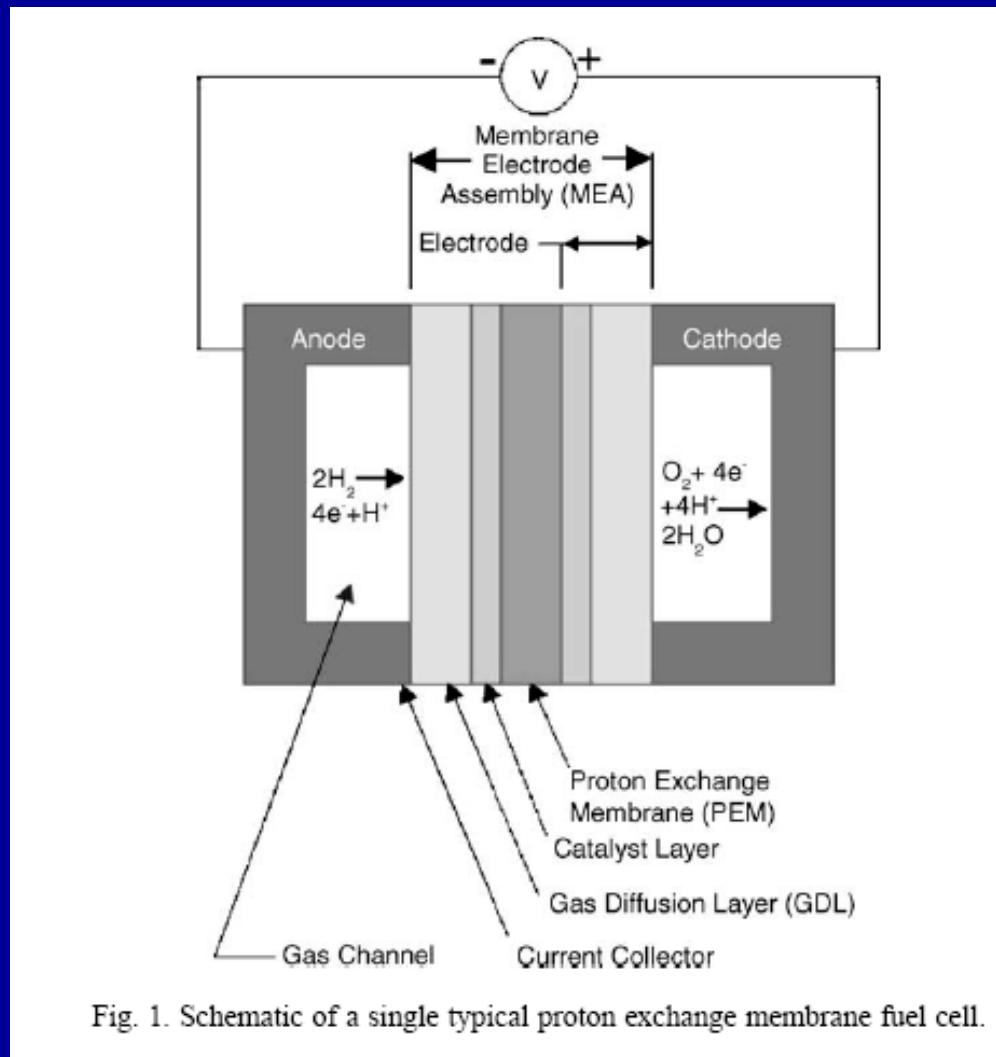 - V +
Membrane
Electrode
Assembly (MEA)
Electrode
Anode
Cathode
2H₂
4e⁻+H⁺
O₂+ 4e⁻
+4H⁺
2H₂O
Proton Exchange
Membrane (PEM)
Catalyst Layer
Gas Diffusion Layer (GDL)
Gas Channel
Current Collector
Fig. 1. Schematic of a single typical proton exchange membrane fuel cell.